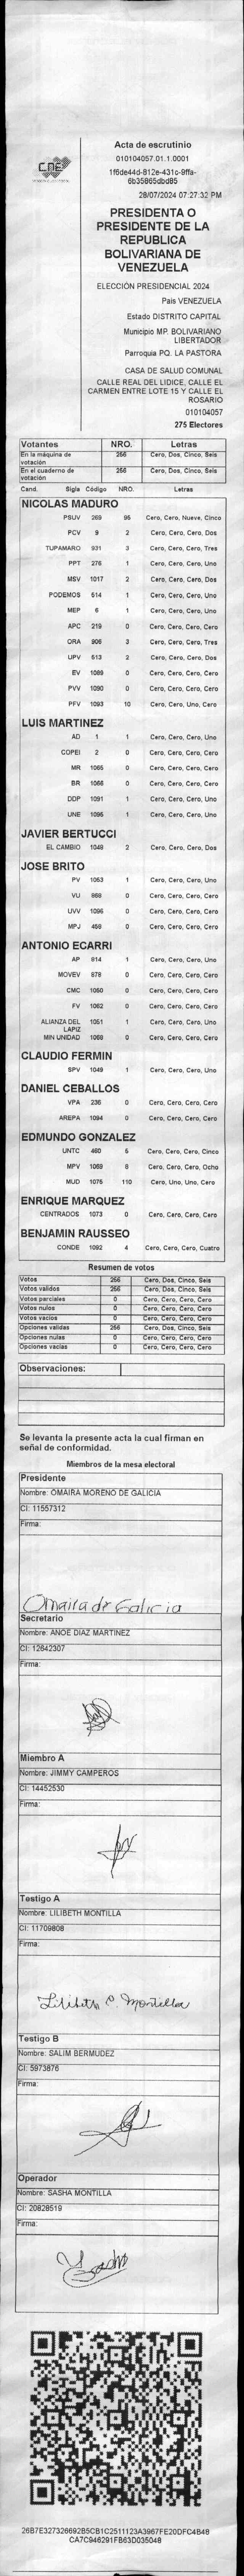 CNE
Acta de escrutinio
010104057.01.1.0001
1f6de44d-812e-431c-9ffa-
6b35865dbd85
28/07/2024 07:27:32 PM
PRESIDENTA O
PRESIDENTE DE LA
REPUBLICA
BOLIVARIANA DE
VENEZUELA
ELECCIÓN PRESIDENCIAL 2024
Pais VENEZUELA
Estado DISTRITO CAPITAL
Municipio MP. BOLIVARIANO
LIBERTADOR
Parroquia PQ. LA PASTORA
CASA DE SALUD COMUNAL
CALLE REAL DEL LIDICE, CALLE EL
CARMEN ENTRE LOTE 15 Y CALLE EL
ROSARIO
010104057
275 Electores
Votantes NRO. Letras
En la máquina de votación 256 Cero, Dos, Cinco, Seis
En el cuaderno de votación 256 Cero, Dos, Cinco, Seis
Cand. Sigla Código NRO. Letras
NICOLAS MADURO
PSUV 269 95 Cero, Cero, Nueve, Cinco
PCV 9 2 Cero, Cero, Cero, Dos
TUPAMARO 931 3 Cero, Cero, Cero, Tres
PPT 276 1 Cero, Cero, Cero, Uno
MSV 1017 2 Cero, Cero, Cero, Dos
PODEMOS 514 1 Cero, Cero, Cero, Uno
MEP 6 1 Cero, Cero, Cero, Uno
APC 219 0 Cero, Cero, Cero, Cero
ORA 906 3 Cero, Cero, Cero, Tres
UPV 613 2 Cero, Cero, Cero, Dos
EV 1089 0 Cero, Cero, Cero, Cero
PVV 1090 0 Cero, Cero, Cero, Cero
PFV 1093 10 Cero, Cero, Uno, Cero
LUIS MARTINEZ
AD 1 1 Cero, Cero, Cero, Uno
COPEI 2 0 Cero, Cero, Cero, Cero
MR 1065 0 Cero, Cero, Cero, Cero
BR 1066 0 Cero, Cero, Cero, Cero
DDP 1091 1 Cero, Cero, Cero, Uno
UNE 1095 1 Cero, Cero, Cero, Uno
JAVIER BERTUCCI
EL CAMBIO 1048 2 Cero, Cero, Cero, Dos
JOSE BRITO
PV 1053 1 Cero, Cero, Cero, Uno
VU 868 0 Cero, Cero, Cero, Cero
UVV 1096 0 Cero, Cero, Cero, Cero
MPJ 458 0 Cero, Cero, Cero, Cero
ANTONIO ECARRI
AP 814 1 Cero, Cero, Cero, Uno
MOVEV 878 0 Cero, Cero, Cero, Cero
CMC 1050 0 Cero, Cero, Cero, Cero
FV 1062 0 Cero, Cero, Cero, Cero
ALIANZA DEL LAPIZ 1051 1 Cero, Cero, Cero, Uno
MIN UNIDAD 1069 0 Cero, Cero, Cero, Cero
CLAUDIO FERMIN
SPV 1049 1 Cero, Cero, Cero, Uno
DANIEL CEBALLOS
VPA 236 0 Cero, Cero, Cero, Cero
AREPA 1094 0 Cero, Cero, Cero, Cero
EDMUNDO GONZALEZ
UNTC 460 5 Cero, Cero, Cero, Cinco
MPV 1059 8 Cero, Cero, Cero, Ocho
MUD 1075 110 Cero, Uno, Uno, Cero
ENRIQUE MARQUEZ
CENTRADOS 1073 0 Cero, Cero, Cero, Cero
BENJAMIN RAUSSEO
CONDE 1092 4 Cero, Cero, Cero, Cuatro
Resumen de votos
Votos 256 Cero, Dos, Cinco, Seis
Votos válidos 256 Cero, Dos, Cinco, Seis
Votos parciales 0 Cero, Cero, Cero, Cero
Votos nulos 0 Cero, Cero, Cero, Cero
Votos vacíos 0 Cero, Cero, Cero, Cero
Opciones validas 256 Cero, Dos, Cinco, Seis
Opciones nulas 0 Cero, Cero, Cero, Cero
Opciones vacías 0 Cero, Cero, Cero, Cero
Observaciones:
Se levanta la presente acta la cual firman en
señal de conformidad.
Miembros de la mesa electoral
Presidente
Nombre: OMAIRA MORENO DE GALICIA
CI: 11557312
Firma:
Omaira de Galicia
Secretario
Nombre: ANOE DIAZ MARTINEZ
CI: 12642307
Firma:
Miembro A
Nombre: JIMMY CAMPEROS
CI: 14452530
Firma:
Testigo A
Nombre: LILIBETH MONTILLA
CI: 11709808
Firma:
Lilibeth C. Montilla
Testigo B
Nombre: SALIM BERMUDEZ
CI: 5973876
Firma:
Operador
Nombre: SASHA MONTILLA
CI: 20828519
Firma:
Sasha
26B7E327326692B5CB1C2511123A3967FE20DFC4B48
CA7C946291FB63D035048